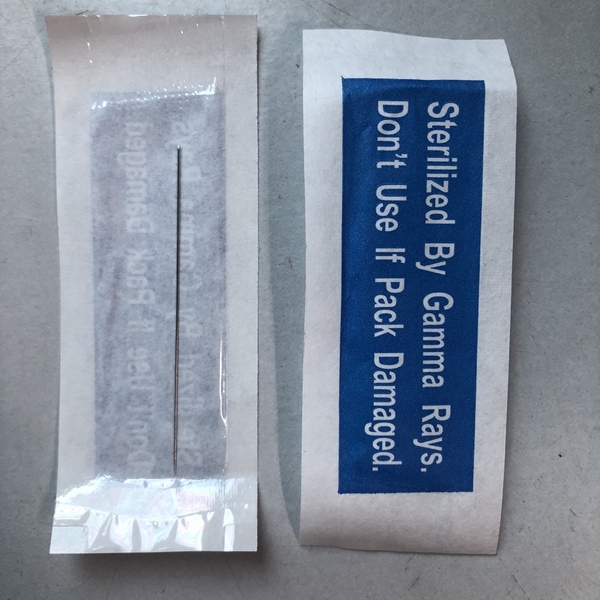 Sterilized By Gamma Rays.
Don't Use If Pack Damaged.